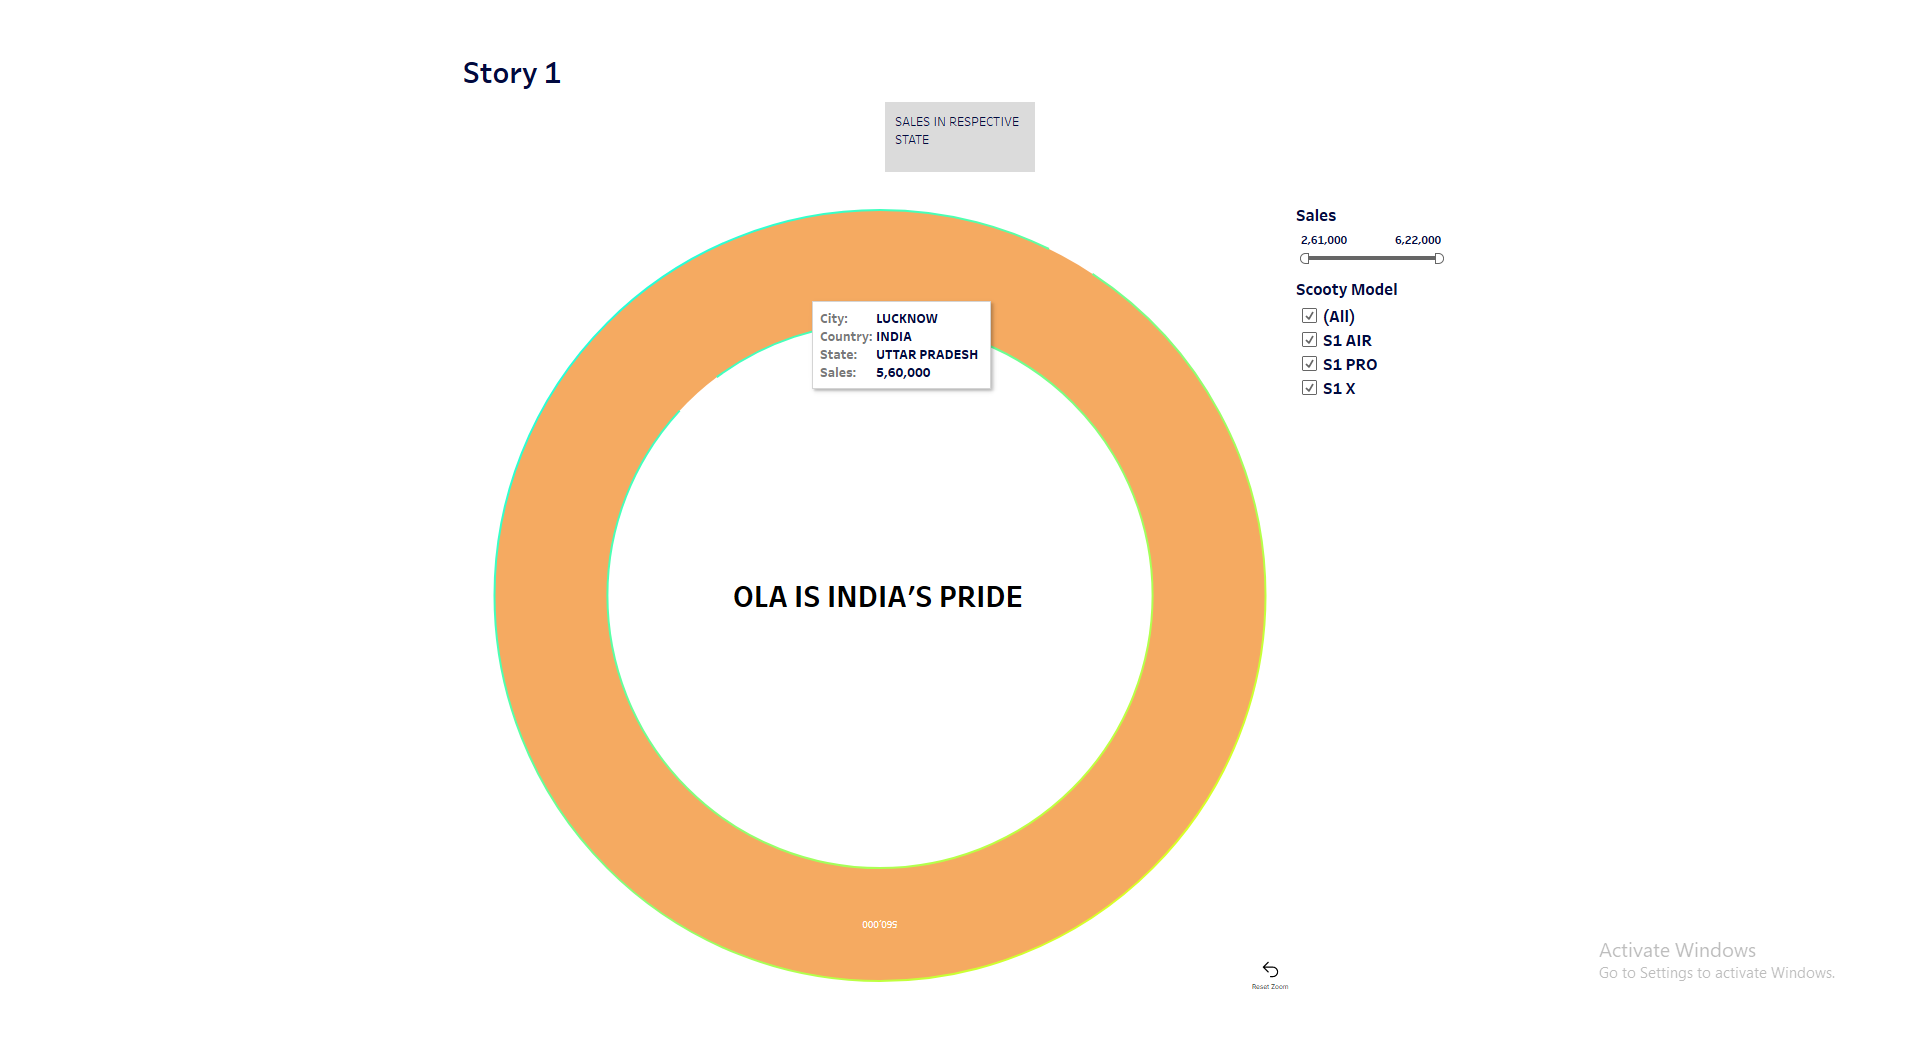 Story 1
SALES IN RESPECTIVE
STATE
Sales
2,61,000 6,22,000
Scooty Model
(All)
S1 AIR
S1 PRO
S1 X
City: LUCKNOW
Country: INDIA
State: UTTAR PRADESH
Sales: 5,60,000
OLA IS INDIA’S PRIDE
560,000
Reset Zoom
Activate Windows
Go to Settings to activate Windows.